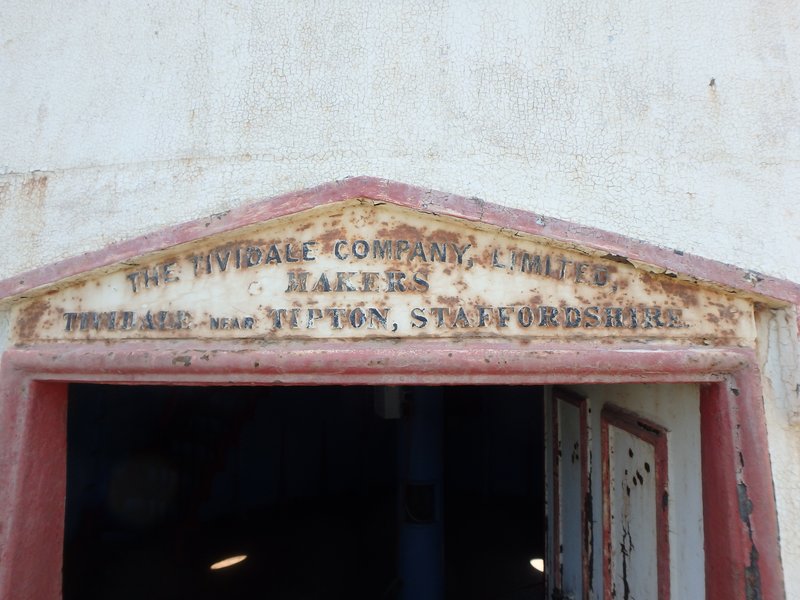 THE TIVIDALE COMPANY, LIMITED,
MAKERS
TIVIDALE NEAR TIPTON, STAFFORDSHIRE.